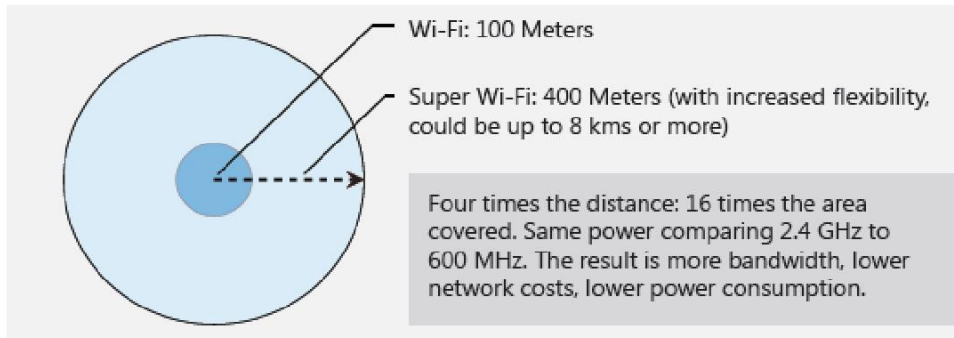 Wi-Fi: 100 Meters
Super Wi-Fi: 400 Meters (with increased flexibility,
could be up to 8 kms or more)
Four times the distance: 16 times the area
covered. Same power comparing 2.4 GHz to
600 MHz. The result is more bandwidth, lower
network costs, lower power consumption.